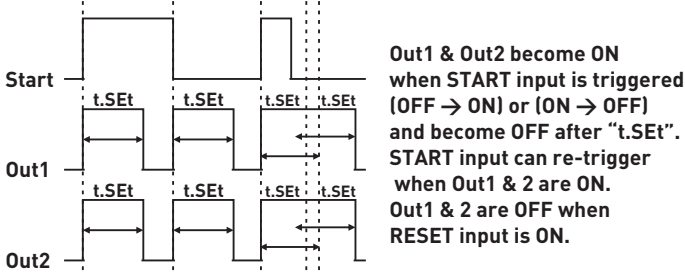 Start
t.SEt t.SEt t.SEt t.SEt
Out1
t.SEt t.SEt t.SEt t.SEt
Out2
Out1 & Out2 become ON
when START input is triggered
(OFF → ON) or (ON → OFF)
and become OFF after “t.SEt”.
START input can re-trigger
when Out1 & 2 are ON.
Out1 & 2 are OFF when
RESET input is ON.